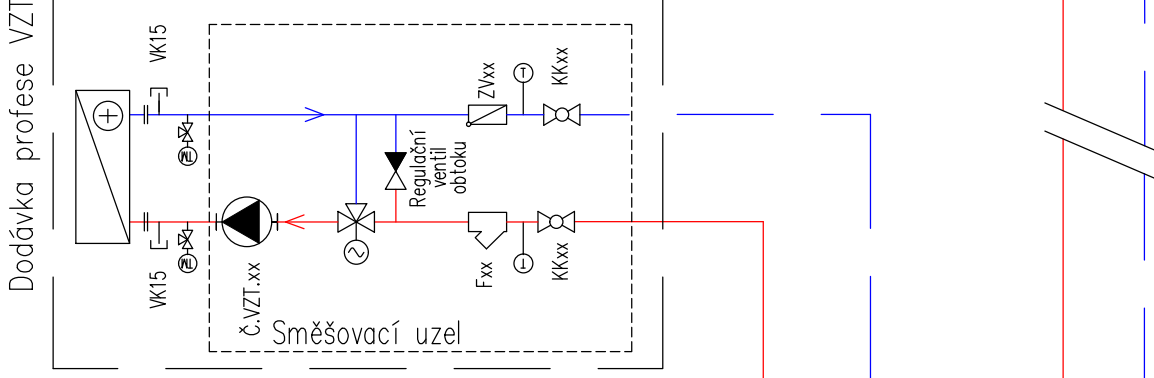 Dodávka profese VZT
VK15
ZVxx
T
KKxx
M
Regulační
ventil
obtoku
M
VK15
Č.VZT.xx
Fxx
T
KKxx
Směšovací uzel